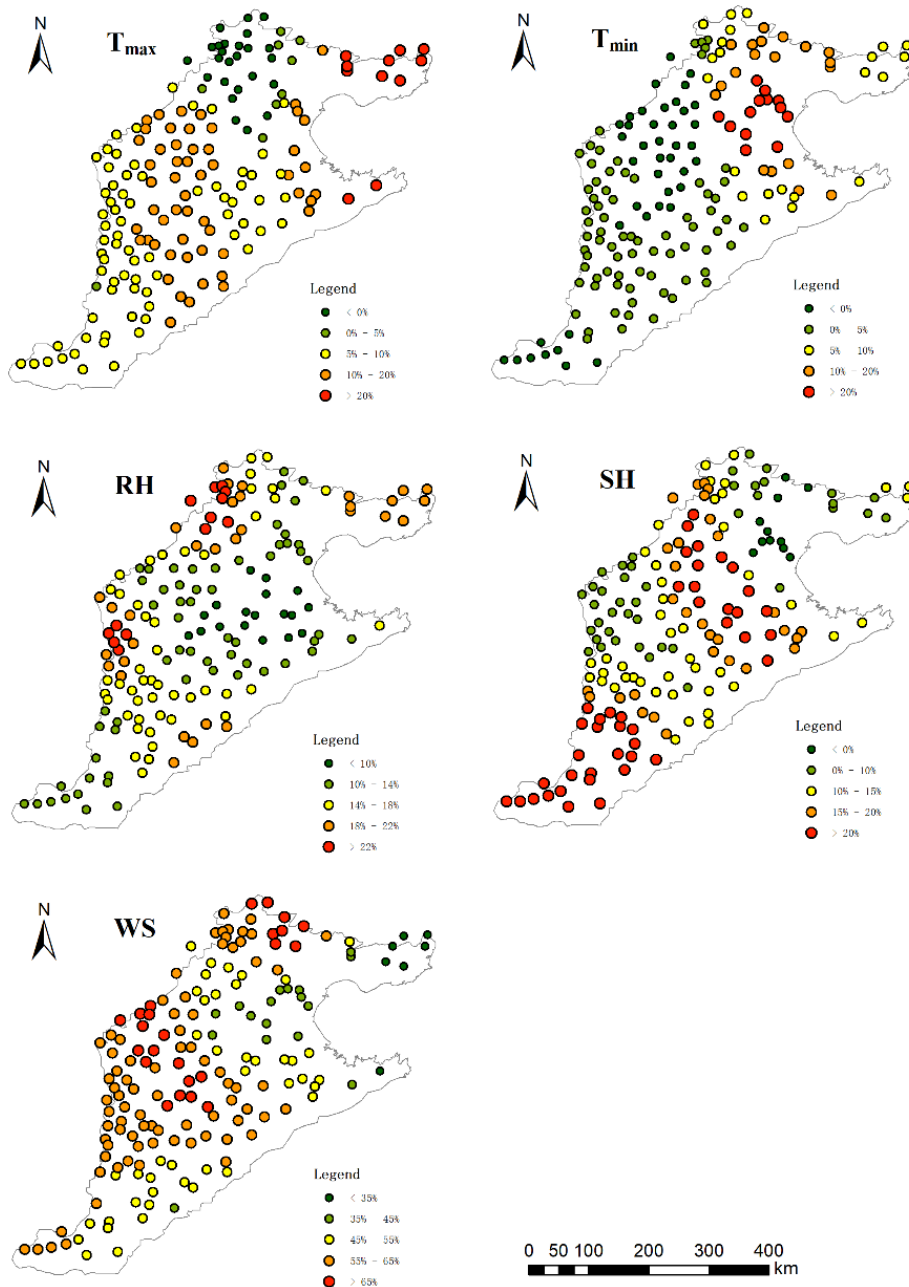 N
T_max
Legend
< 0%
0% - 5%
5% - 10%
10% - 20%
> 20%
N
T_min
Legend
< 0%
0% 5%
5% 10%
10% - 20%
> 20%
N
RH
Legend
< 10%
10% - 14%
14% - 18%
18% - 22%
> 22%
N
SH
Legend
< 0%
0% - 10%
10% - 15%
15% - 20%
> 20%
N
WS
Legend
< 35%
35% 45%
45% 55%
55% - 65%
> 65%
0 50 100 200 300 400
km